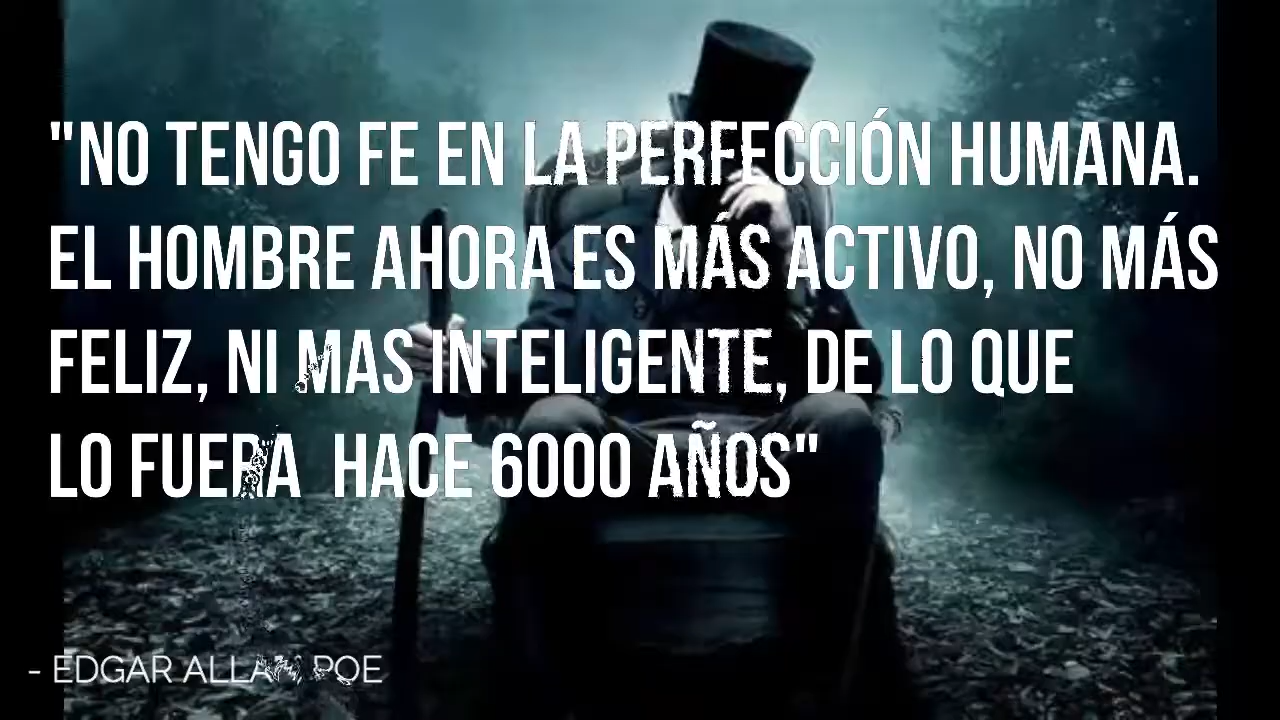 "NO TENGO FE EN LA PERFECCIÓN HUMANA.
EL HOMBRE AHORA ES MÁS ACTIVO, NO MÁS
FELIZ, NI MAS INTELIGENTE, DE LO QUE
LO FUERA HACE 6000 AÑOS"
- EDGAR ALLAN POE